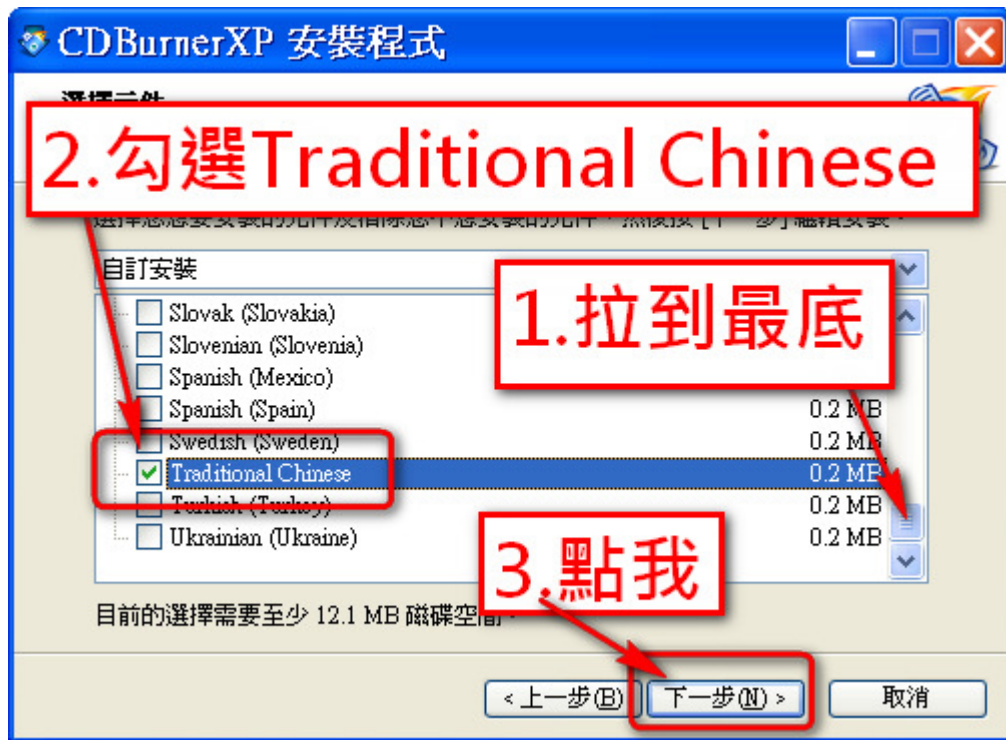 CDBurnerXP 安裝程式
選擇元件
2.勾選Traditional Chinese
自訂安裝
1.拉到最底
Slovak (Slovakia)
Slovenian (Slovenia)
Spanish (Mexico)
Spanish (Spain) 0.2 MB
Swedish (Sweden) 0.2 MB
Traditional Chinese 0.2 MB
Turkish (Turkey) 0.2 MB
Ukrainian (Ukraine) 0.2 MB
3.點我
目前的選擇需要至少 12.1 MB 磁碟空間。
<上一步(B) 下一步(N) > 取消